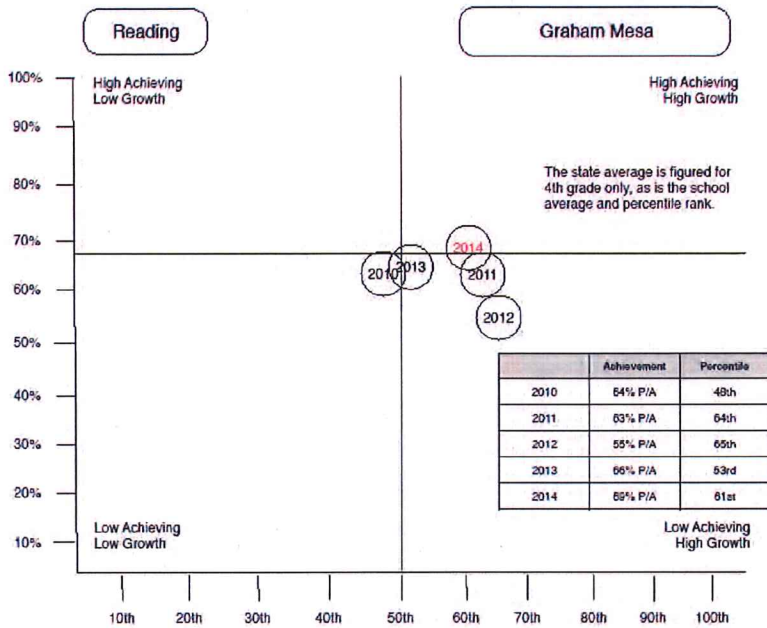 Reading
Graham Mesa
100%
90%
80%
70%
60%
50%
40%
30%
20%
10%
High Achieving
Low Growth
High Achieving
High Growth
The state average is figured for
4th grade only, as is the school
average and percentile rank.
2014
2010
2013
2011
2012
Achievement Percentile
2010 64% P/A 48th
2011 63% P/A 64th
2012 55% P/A 65th
2013 66% P/A 53rd
2014 69% P/A 61st
Low Achieving
Low Growth
Low Achieving
High Growth
10th 20th 30th 40th 50th 60th 70th 80th 90th 100th